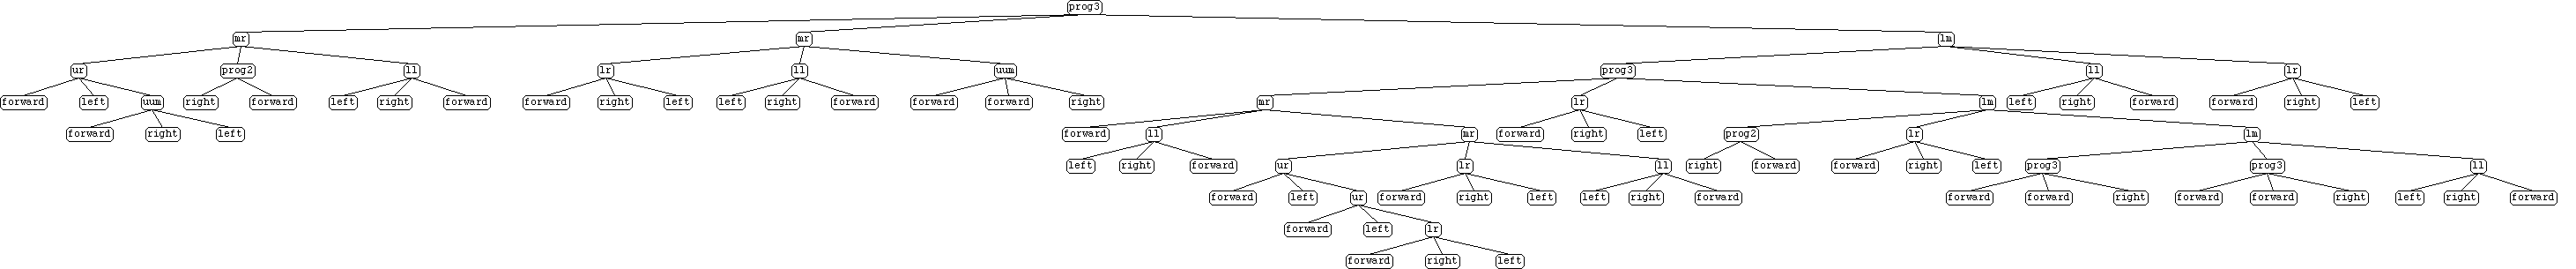 prog3
mr mr lm
ur prog2 ll lr ll uum prog3 ll lr
forward left uum right forward left right forward forward right left left right forward forward forward right mr lr lm left right forward forward right left
forward right left forward ll mr forward right left prog2 lr lm
left right forward ur lr ll right forward forward right left prog3 prog3 ll
forward left ur forward right left left right forward forward forward right forward forward right left right forward
forward left lr
forward right left